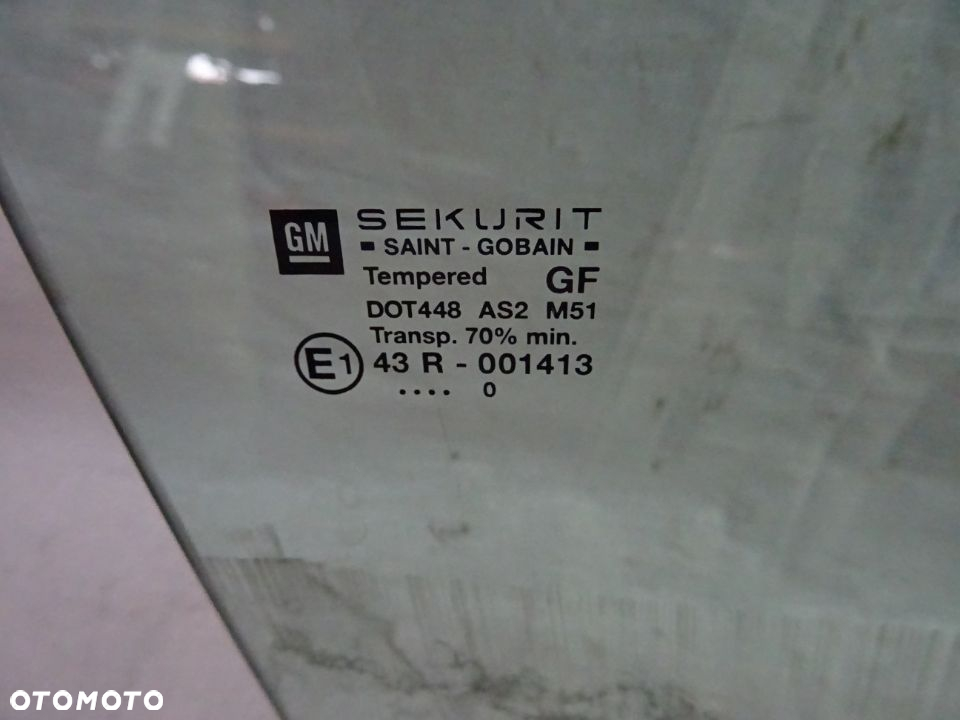 GM
SEKURIT
SAINT - GOBAIN
Tempered GF
DOT448 AS2 M51
Transp. 70% min.
E1 43 R - 001413
.... 0
OTOMOTO